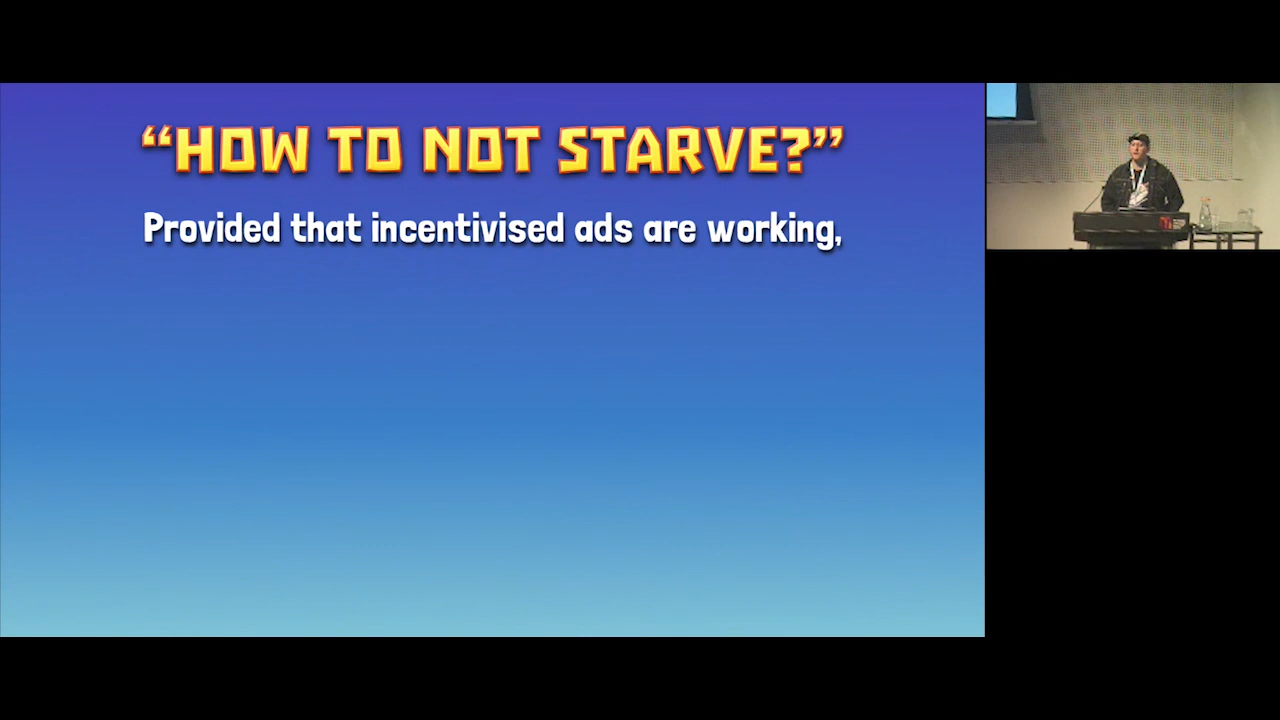 “HOW TO NOT STARVE?”
Provided that incentivised ads are working,